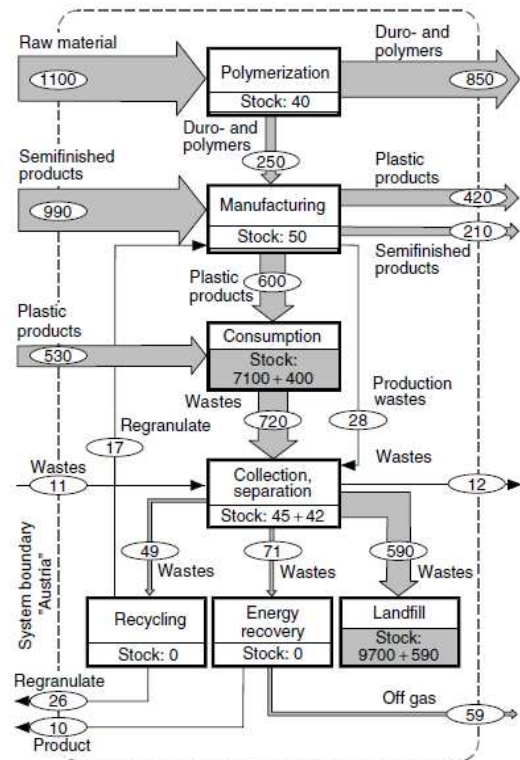 Raw material
1100
Polymerization
Stock: 40
Duro- and
polymers
850
Duro- and
polymers
250
Semifinished
products
990
Manufacturing
Stock: 50
Plastic
products
420
210
Semifinished
products
Plastic
products
600
Plastic
products
530
Consumption
Stock:
7100 + 400
Wastes
720
Production
wastes
28
Regranulate
17
Wastes
11
Collection,
separation
Stock: 45 + 42
Wastes
12
49
Wastes
71
Wastes
590
Wastes
System boundary
"Austria"
Recycling
Stock: 0
Energy
recovery
Stock: 0
Landfill
Stock:
9700 + 590
Regranulate
26
10
Product
Off gas
59